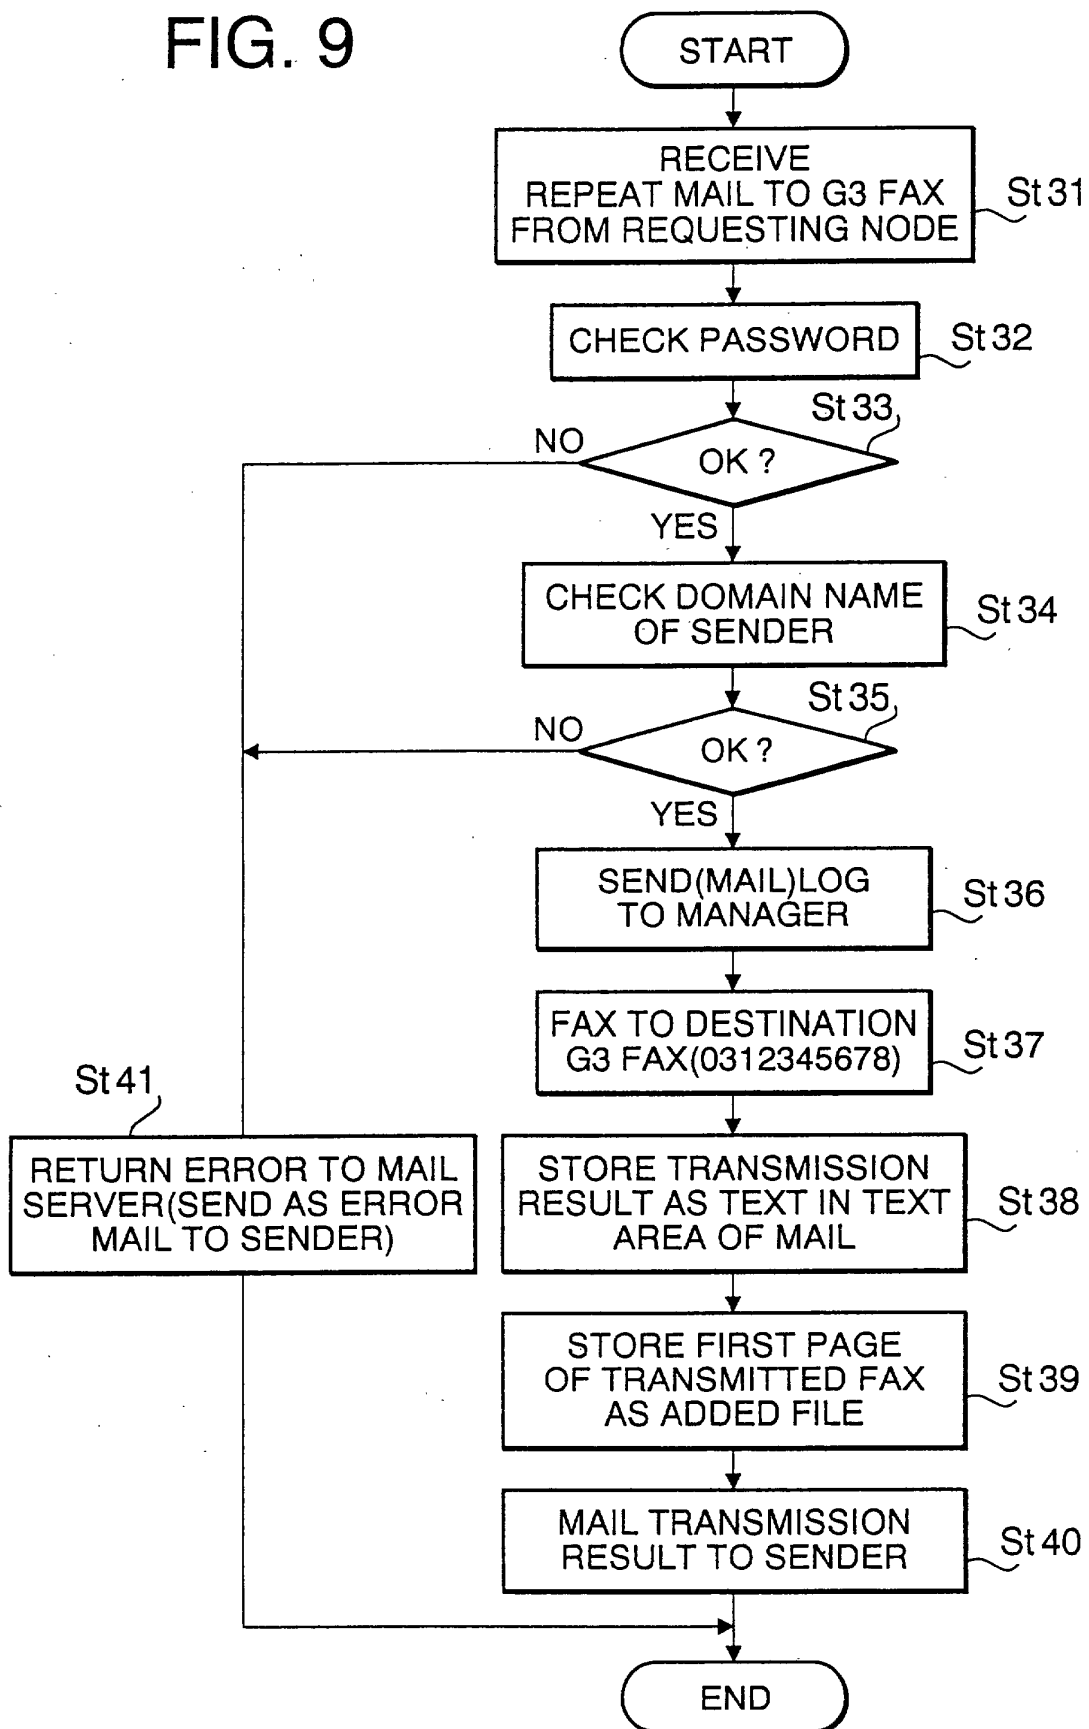 FIG. 9
START
RECEIVE
REPEAT MAIL TO G3 FAX
FROM REQUESTING NODE
St31
CHECK PASSWORD
St32
St33
NO
OK ?
YES
CHECK DOMAIN NAME
OF SENDER
St34
St35
NO
OK ?
YES
SEND(MAIL)LOG
TO MANAGER
St36
FAX TO DESTINATION
G3 FAX(0312345678)
St37
St41
RETURN ERROR TO MAIL
SERVER(SEND AS ERROR
MAIL TO SENDER)
STORE TRANSMISSION
RESULT AS TEXT IN TEXT
AREA OF MAIL
St38
STORE FIRST PAGE
OF TRANSMITTED FAX
AS ADDED FILE
St39
MAIL TRANSMISSION
RESULT TO SENDER
St40
END